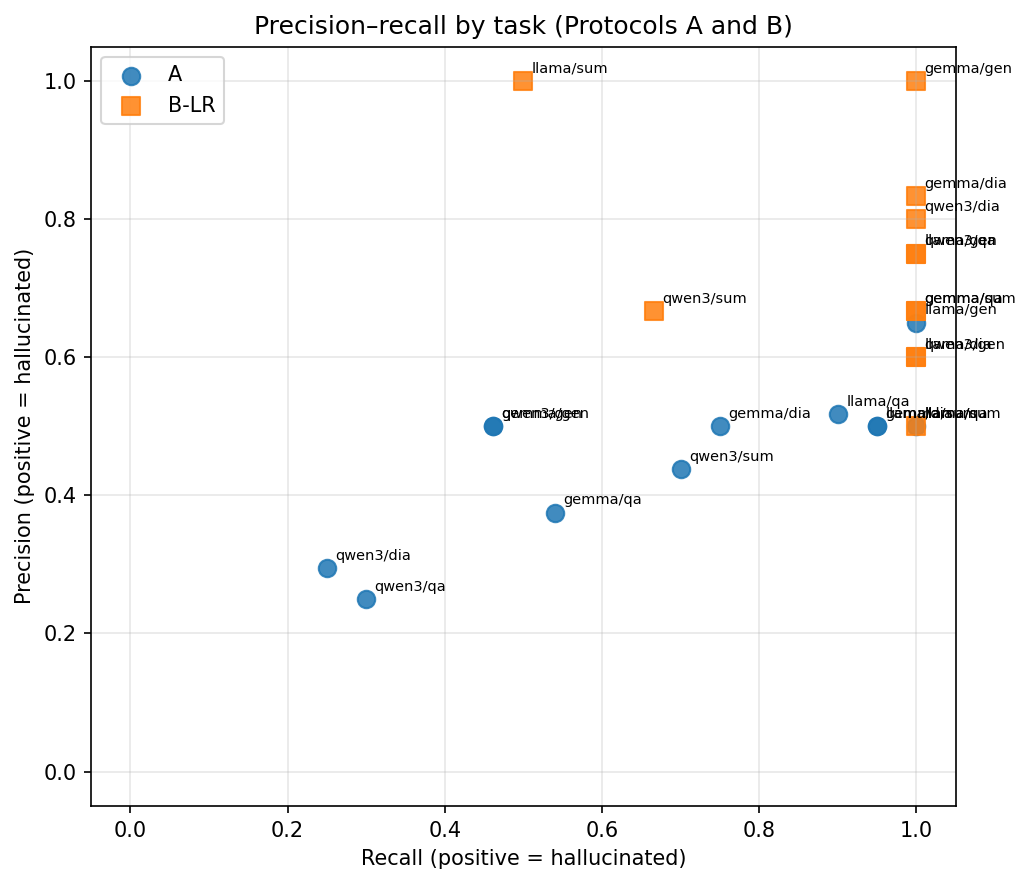 Precision–recall by task (Protocols A and B)
A
B-LR
llama/sum
gemma/gen
gemma/dia
qwen3/dia
qwen3/sum
llama/gen
llama/qa
gemma/dia
qwen3/sum
gemma/qa
qwen3/dia
qwen3/qa
1.0
0.8
0.6
0.4
0.2
0.0
Precision (positive = hallucinated)
0.0 0.2 0.4 0.6 0.8 1.0
Recall (positive = hallucinated)